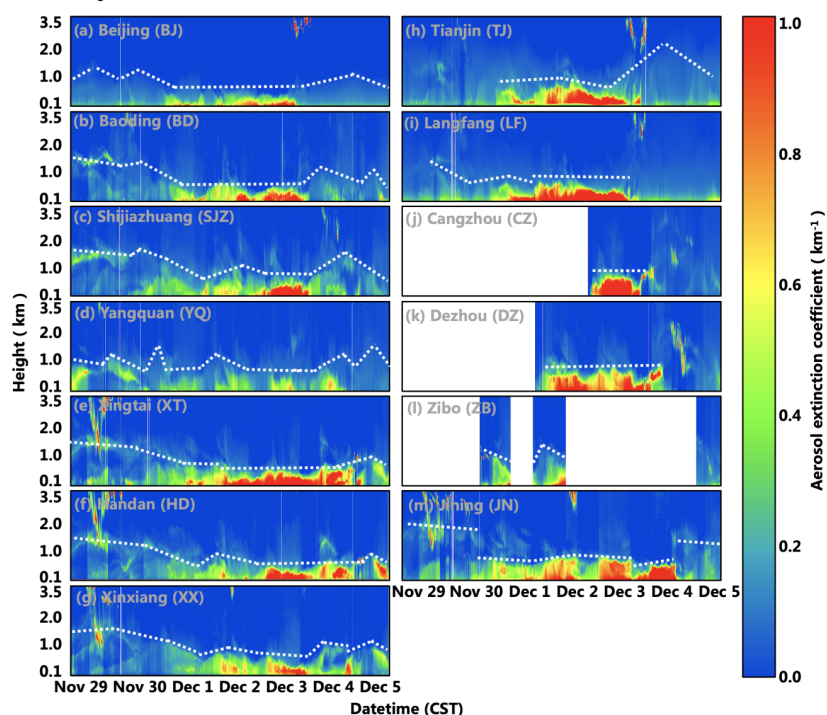 3.5
2.0
1.0
0.1
(a) Beijing (BJ)
3.5
2.0
1.0
0.1
(b) Baoding (BD)
3.5
2.0
1.0
0.1
(c) Shijiazhuang (SJZ)
3.5
2.0
1.0
0.1
(d) Yangquan (YQ)
3.5
2.0
1.0
0.1
(e) Xingtai (XT)
3.5
2.0
1.0
0.1
(f) Handan (HD)
3.5
2.0
1.0
0.1
(g) Xinxiang (XX)
Nov 29 Nov 30 Dec 1 Dec 2 Dec 3 Dec 4 Dec 5
Datetime (CST)
Height ( km )
(h) Tianjin (TJ)
(i) Langfang (LF)
(j) Cangzhou (CZ)
(k) Dezhou (DZ)
(l) Zibo (ZB)
(m) Jining (JN)
Nov 29 Nov 30 Dec 1 Dec 2 Dec 3 Dec 4 Dec 5
1.0
0.8
0.6
0.4
0.2
0.0
Aerosol extinction coefficient ( km⁻¹ )